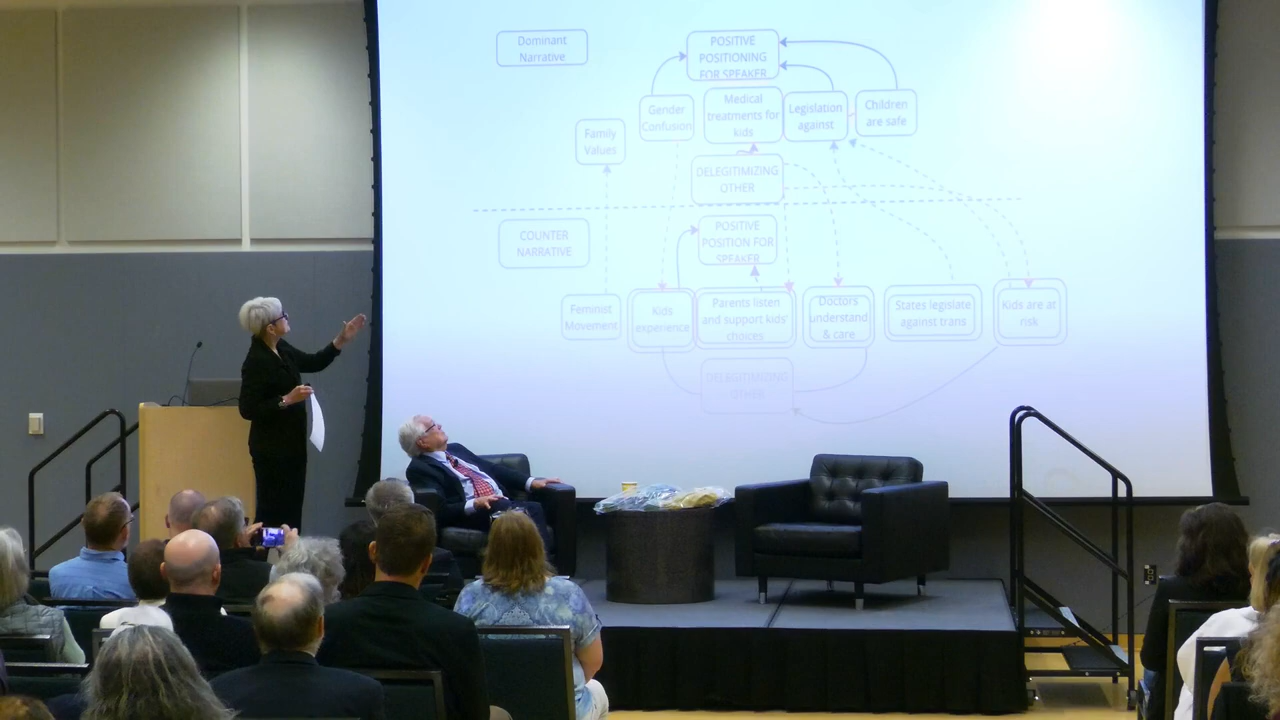 Dominant
Narrative
POSITIVE
POSITIONING
FOR SPEAKER
Gender
Confusion
Medical
treatments for
kids
Legislation
against
Children
are safe
Family
Values
DELEGITIMIZING
OTHER
COUNTER
NARRATIVE
POSITIVE
POSITION FOR
SPEAKER
Feminist
Movement
Kids
experience
Parents listen
and support kids'
choices
Doctors
understand
& care
States legislate
against trans
Kids are at
risk
DELEGITIMIZING
OTHER